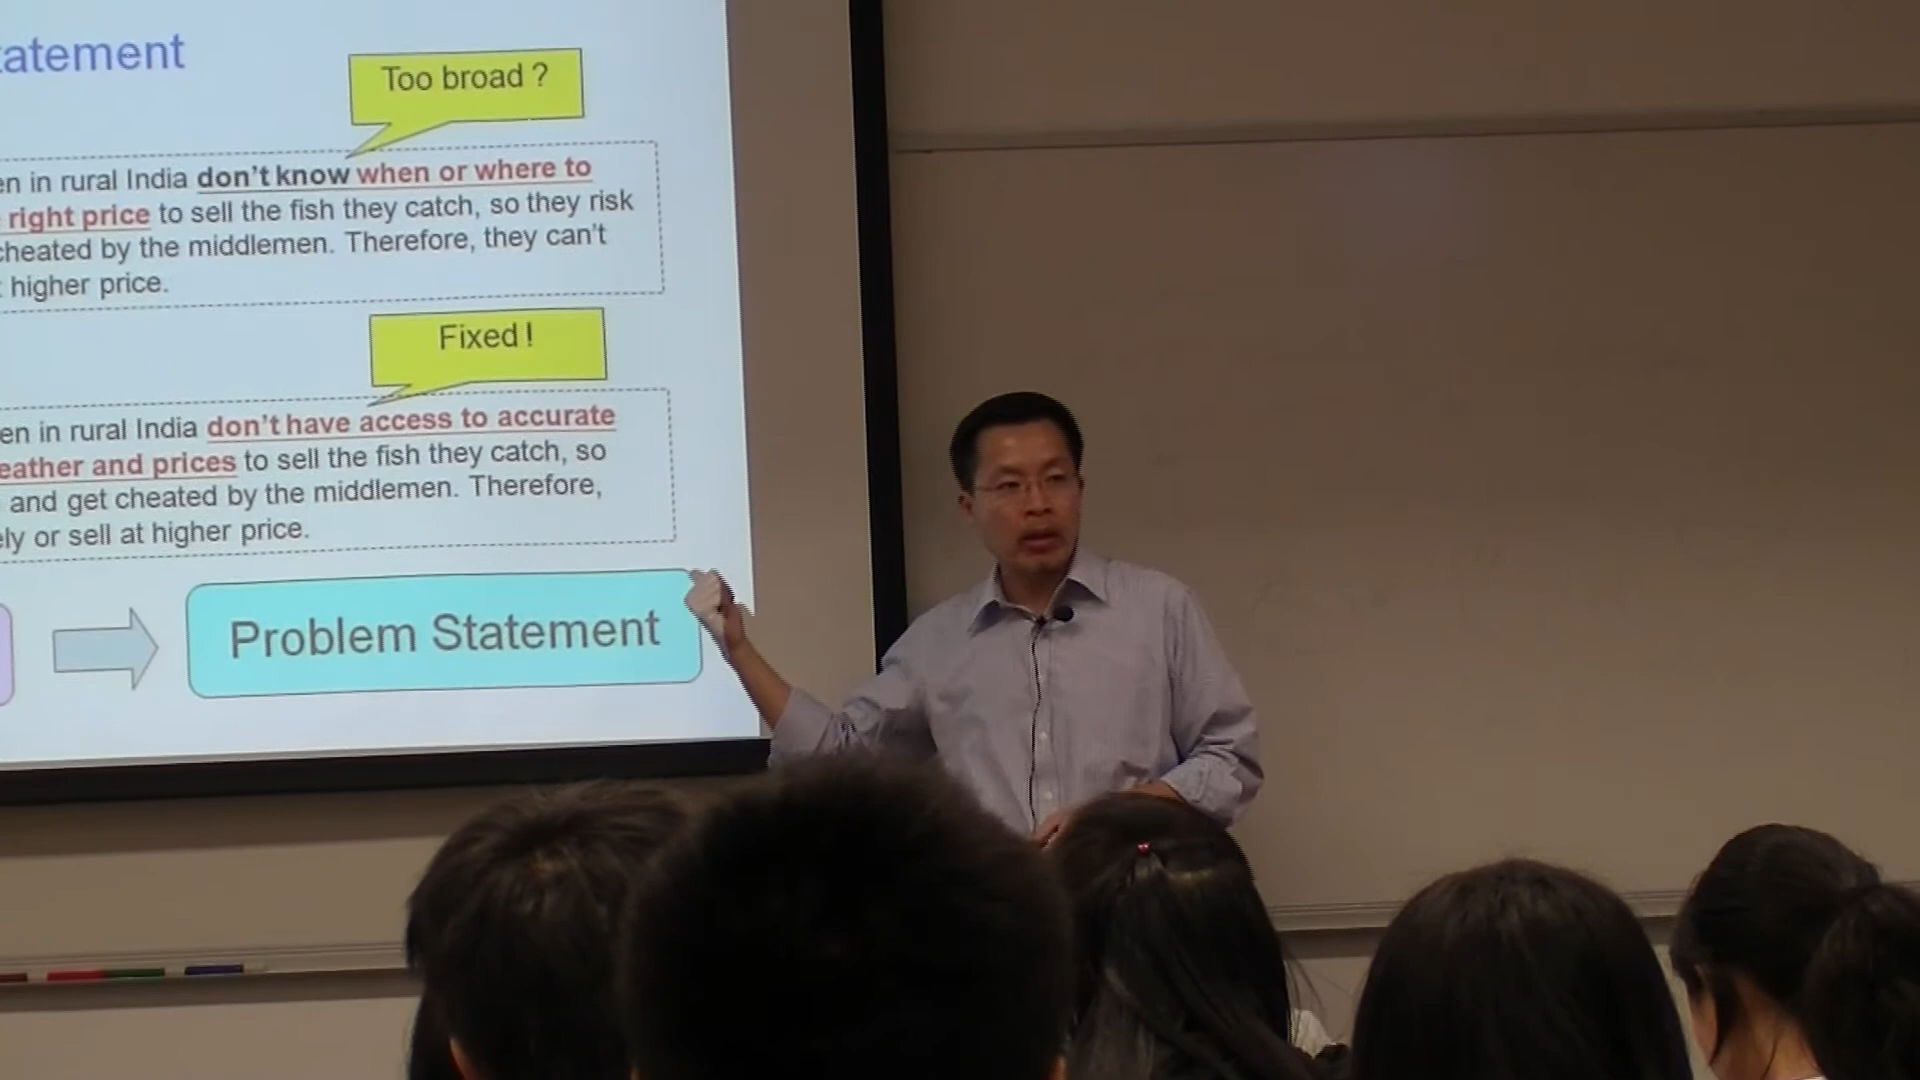 atement
Too broad ?
en in rural India don't know when or where to
right price to sell the fish they catch, so they risk
cheated by the middlemen. Therefore, they can't
higher price.
Fixed !
en in rural India don't have access to accurate
eather and prices to sell the fish they catch, so
and get cheated by the middlemen. Therefore,
ely or sell at higher price.
Problem Statement